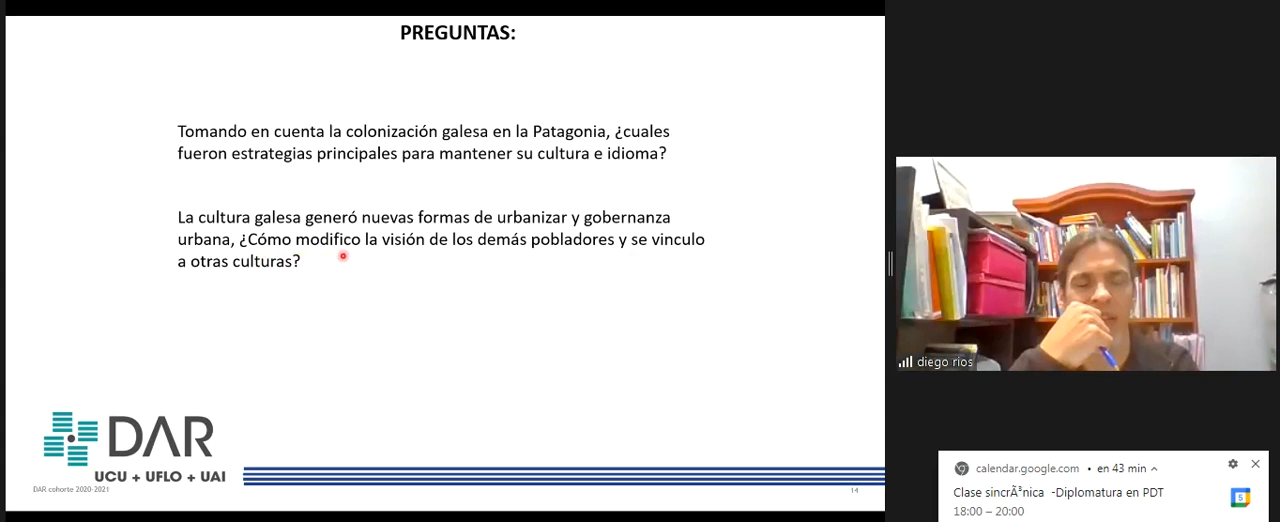 PREGUNTAS:
Tomando en cuenta la colonización galesa en la Patagonia, ¿cuales
fueron estrategias principales para mantener su cultura e idioma?
La cultura galesa generó nuevas formas de urbanizar y gobernanza
urbana, ¿Cómo modifico la visión de los demás pobladores y se vinculo
a otras culturas?
DAR
UCU + UFLO + UAI
DAR cohorte 2020-2021
14
diego rios
calendar.google.com • en 43 min
Clase sincrÃ³nica -Diplomatura en PDT
18:00 – 20:00